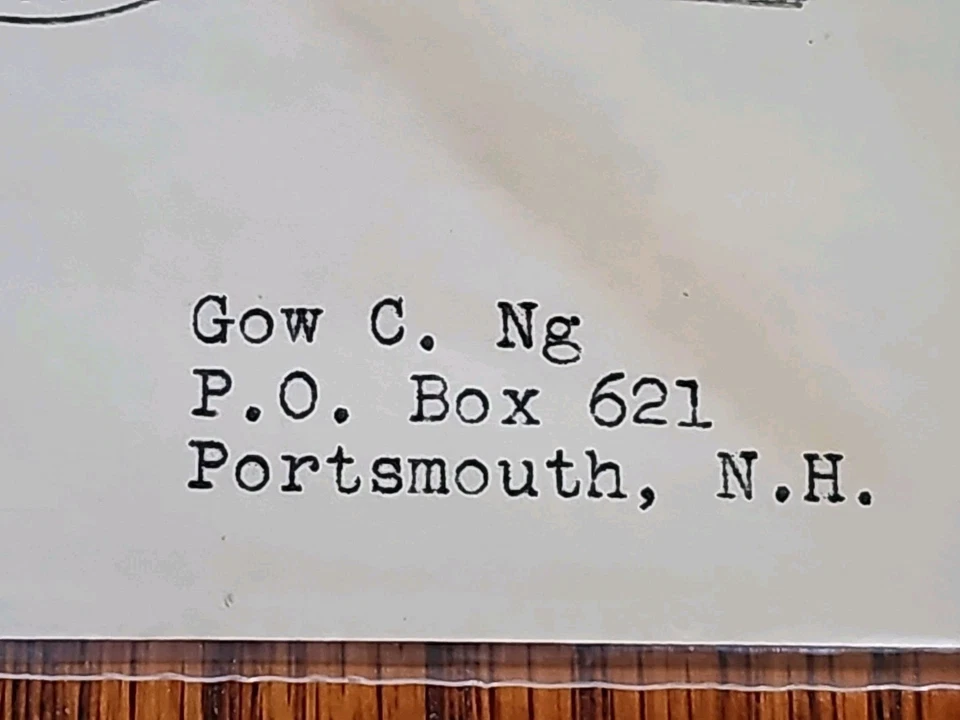 Gow C. Ng
P.O. Box 621
Portsmouth, N.H.